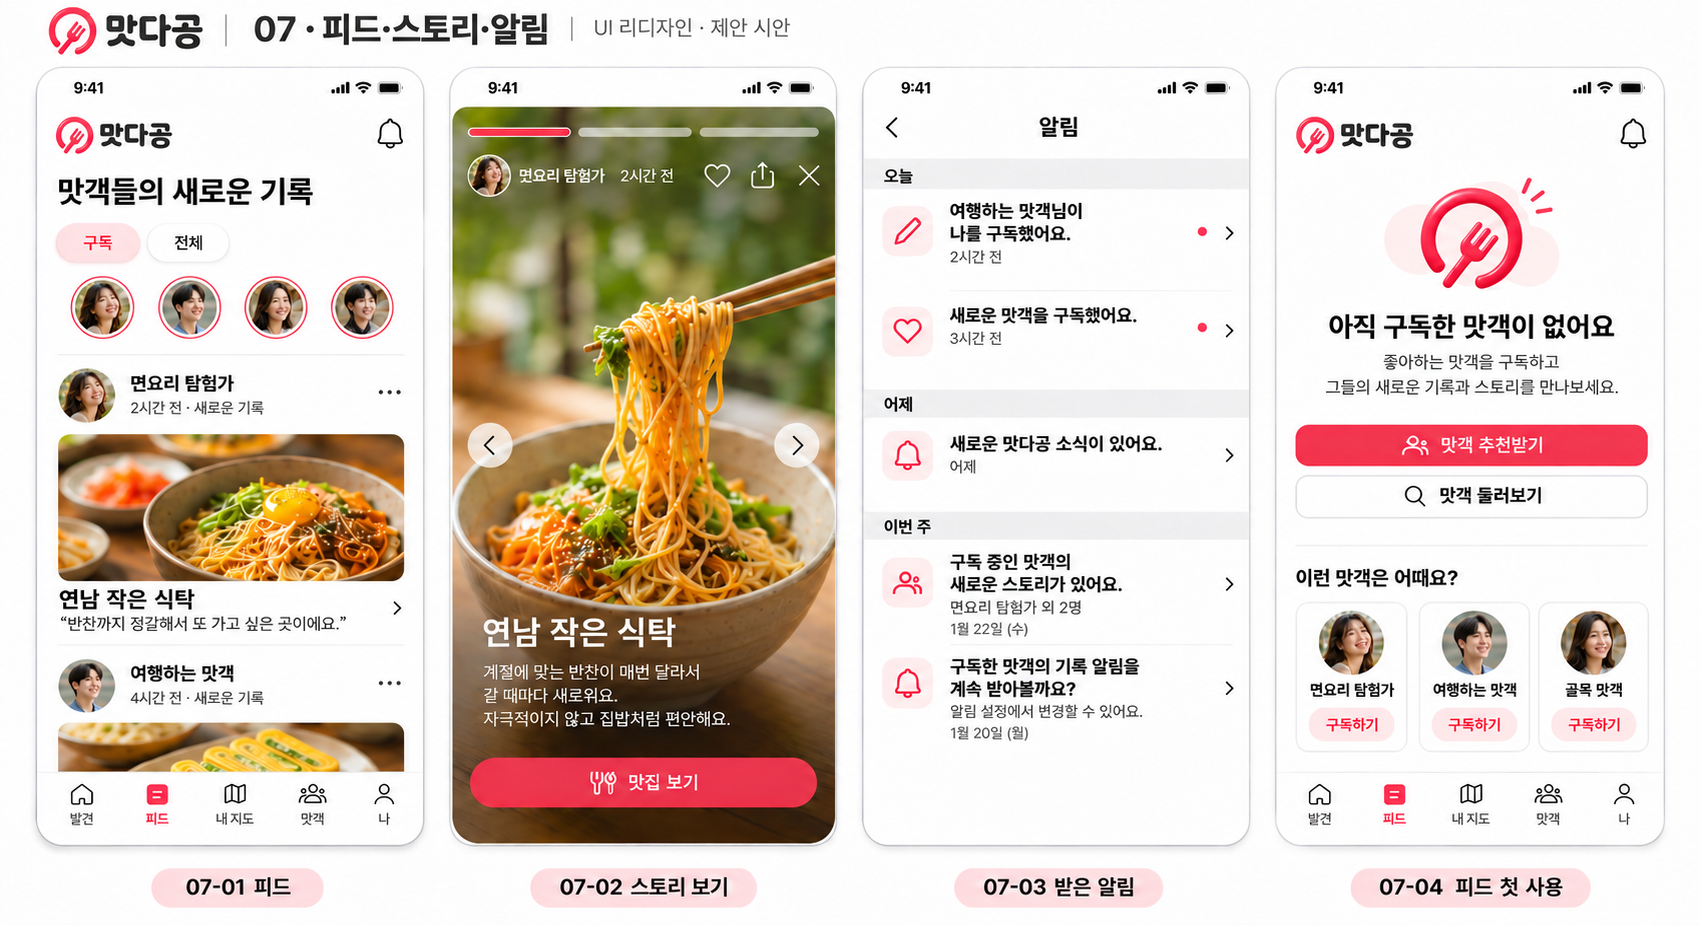 맛다공
07 · 피드·스토리·알림
UI 리디자인 · 제안 시안
9:41
맛다공
맛객들의 새로운 기록
구독
전체
면요리 탐험가
2시간 전 · 새로운 기록
연남 작은 식탁
“반찬까지 정갈해서 또 가고 싶은 곳이에요.”
여행하는 맛객
4시간 전 · 새로운 기록
발견
피드
내 지도
맛객
나
07-01 피드
9:41
면요리 탐험가
2시간 전
연남 작은 식탁
계절에 맞는 반찬이 매번 달라서
갈 때마다 새로워요.
자극적이지 않고 집밥처럼 편안해요.
맛집 보기
07-02 스토리 보기
9:41
알림
오늘
여행하는 맛객님이
나를 구독했어요.
2시간 전
새로운 맛객을 구독했어요.
3시간 전
어제
새로운 맛다공 소식이 있어요.
어제
이번 주
구독 중인 맛객의
새로운 스토리가 있어요.
면요리 탐험가 외 2명
1월 22일 (수)
구독한 맛객의 기록 알림을
계속 받아볼까요?
알림 설정에서 변경할 수 있어요.
1월 20일 (월)
07-03 받은 알림
9:41
맛다공
아직 구독한 맛객이 없어요
좋아하는 맛객을 구독하고
그들의 새로운 기록과 스토리를 만나보세요.
맛객 추천받기
맛객 둘러보기
이런 맛객은 어때요?
면요리 탐험가
구독하기
여행하는 맛객
구독하기
골목 맛객
구독하기
발견
피드
내 지도
맛객
나
07-04 피드 첫 사용